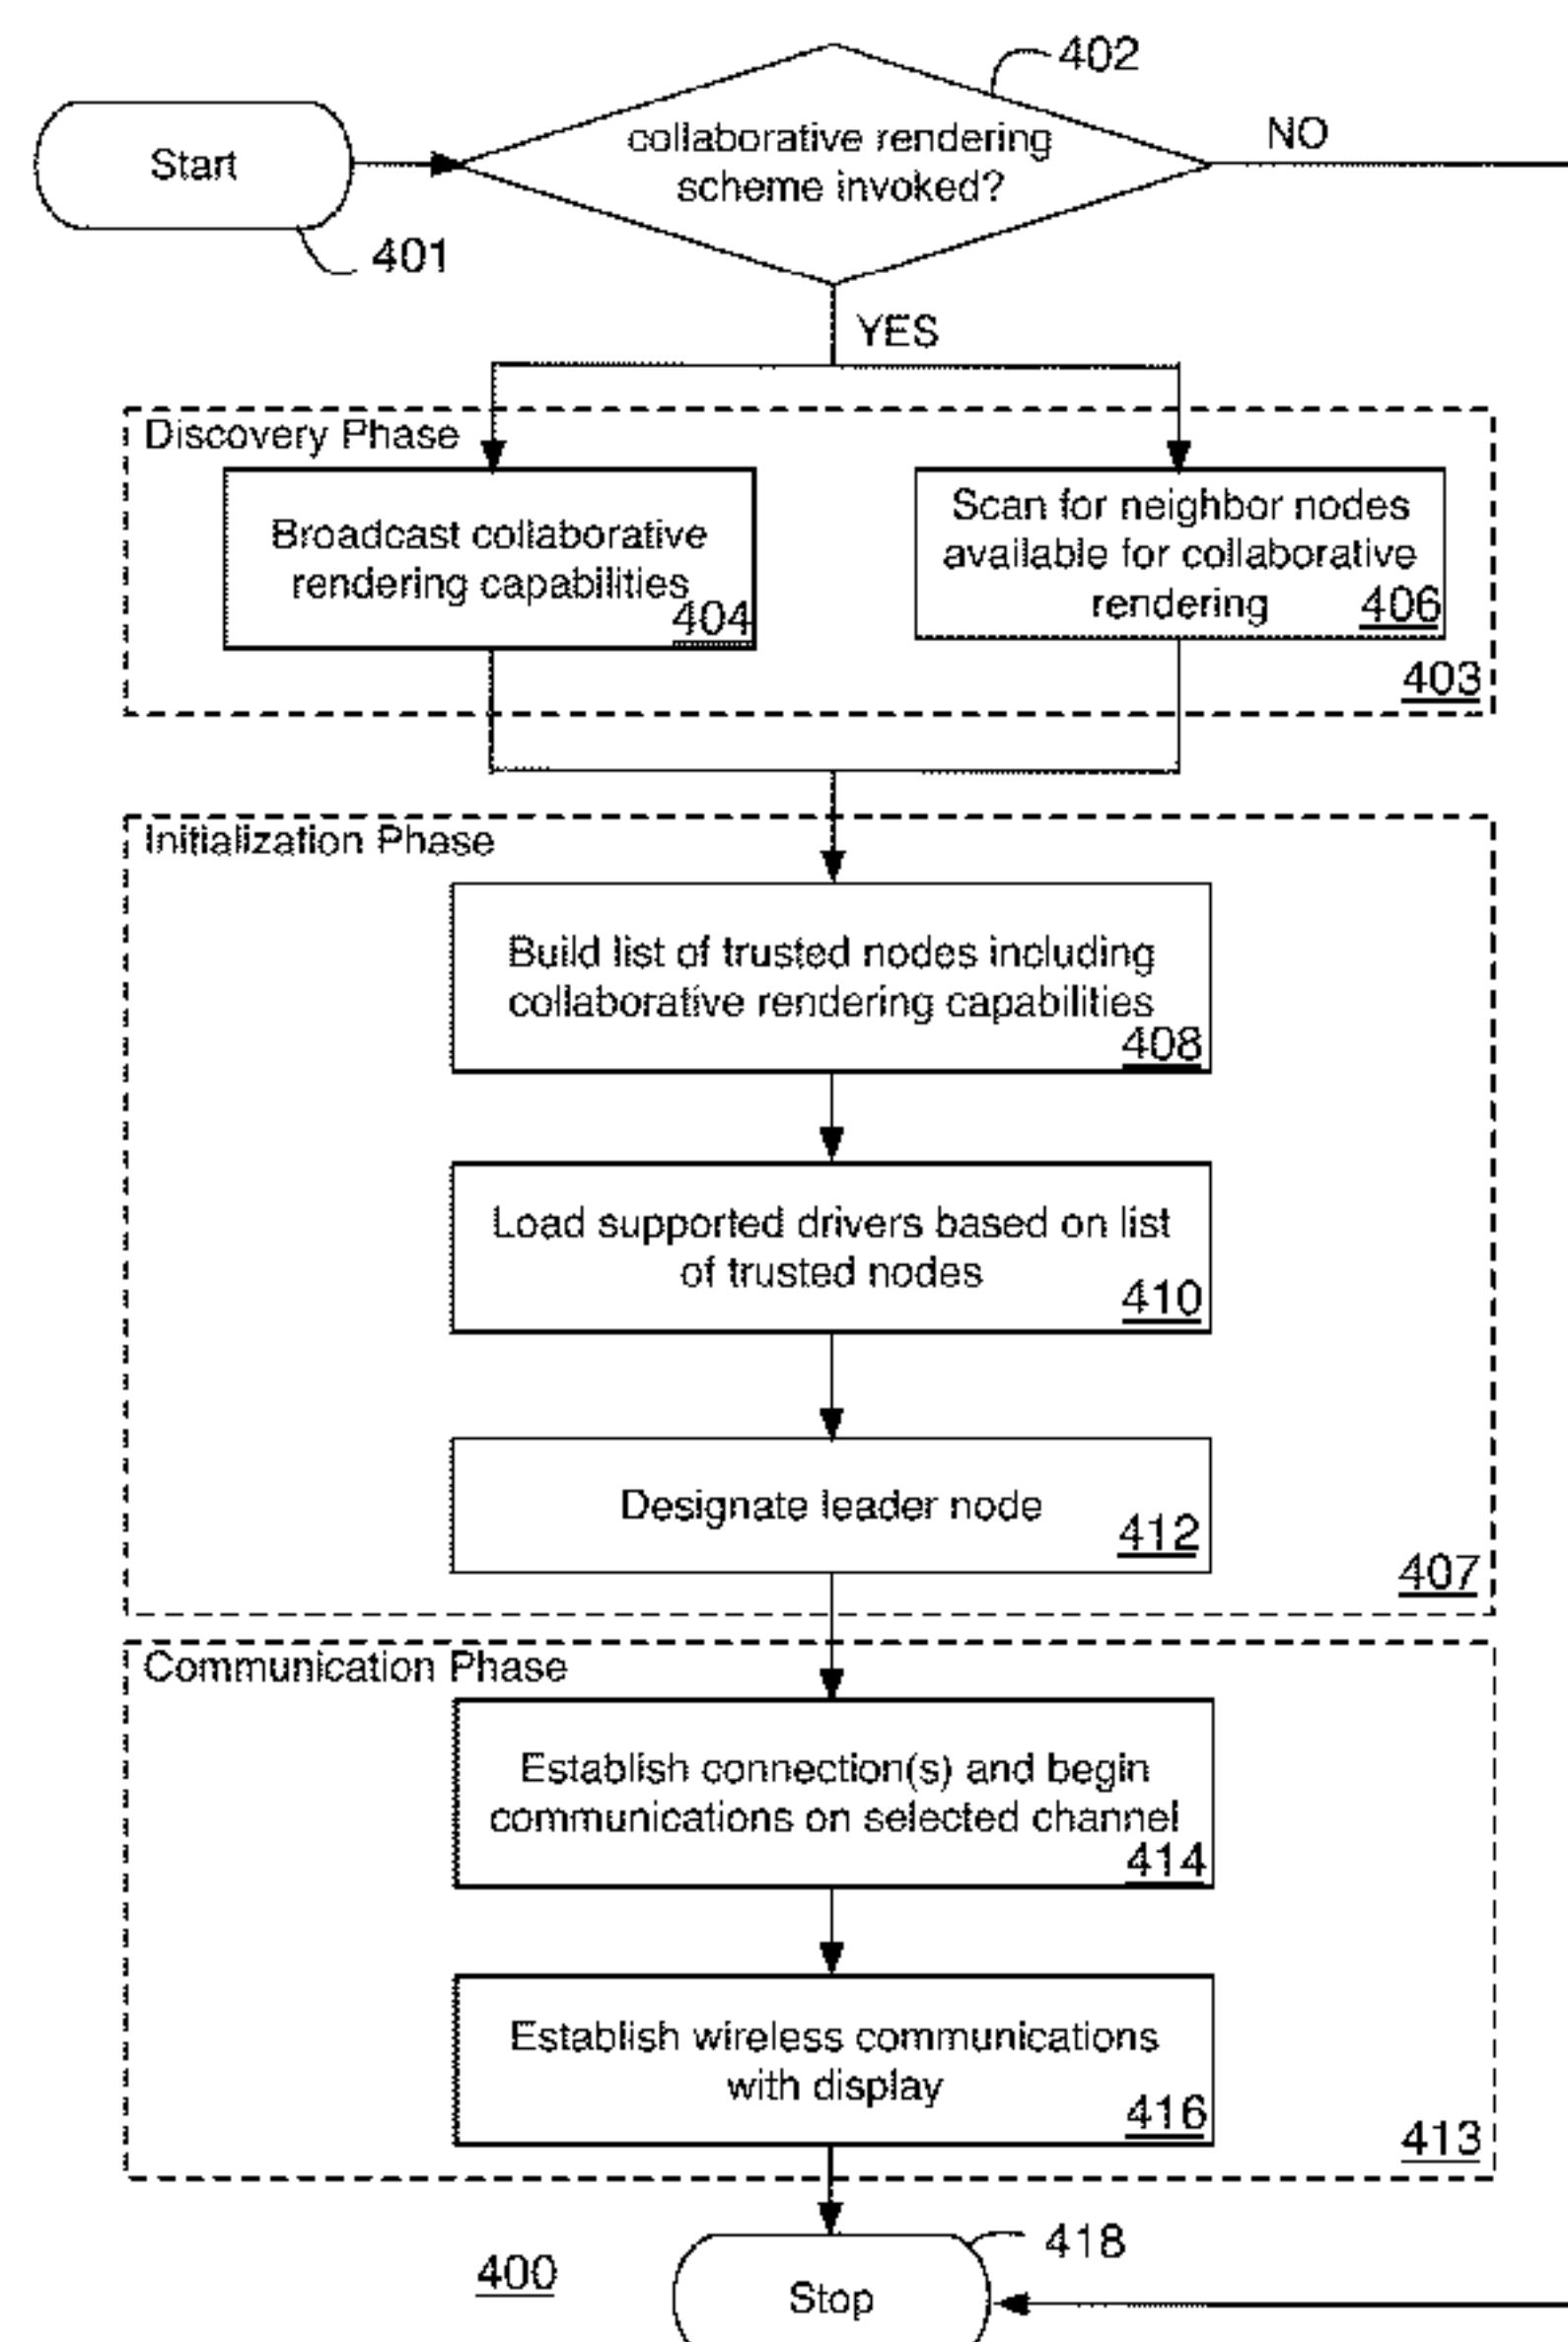 402
collaborative rendering
scheme invoked?
NO
Start
401
YES
Discovery Phase
Broadcast collaborative
rendering capabilities
404
Scan for neighbor nodes
available for collaborative
rendering
406
403
Initialization Phase
Build list of trusted nodes including
collaborative rendering capabilities
408
Load supported drivers based on list
of trusted nodes
410
Designate leader node
412
407
Communication Phase
Establish connection(s) and begin
communications on selected channel
414
Establish wireless communications
with display
416
413
418
400
Stop